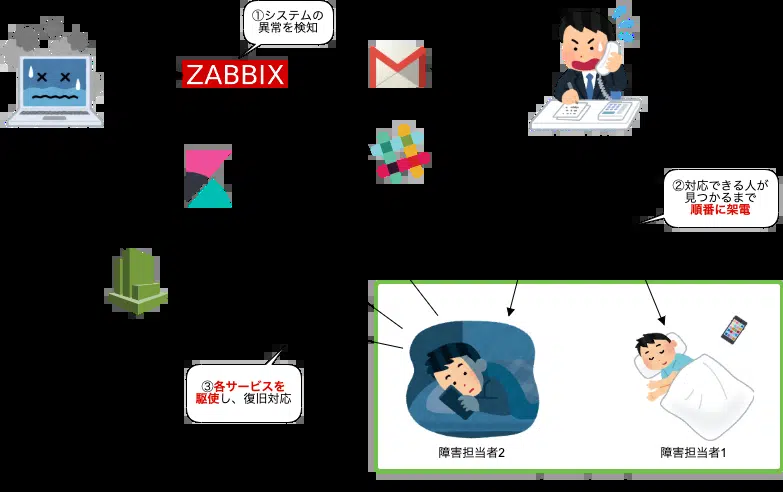 ①システムの
異常を検知
ZABBIX
②対応できる人が
見つかるまで
順番に架電
③各サービスを
駆使し、復旧対応
障害担当者2
障害担当者1